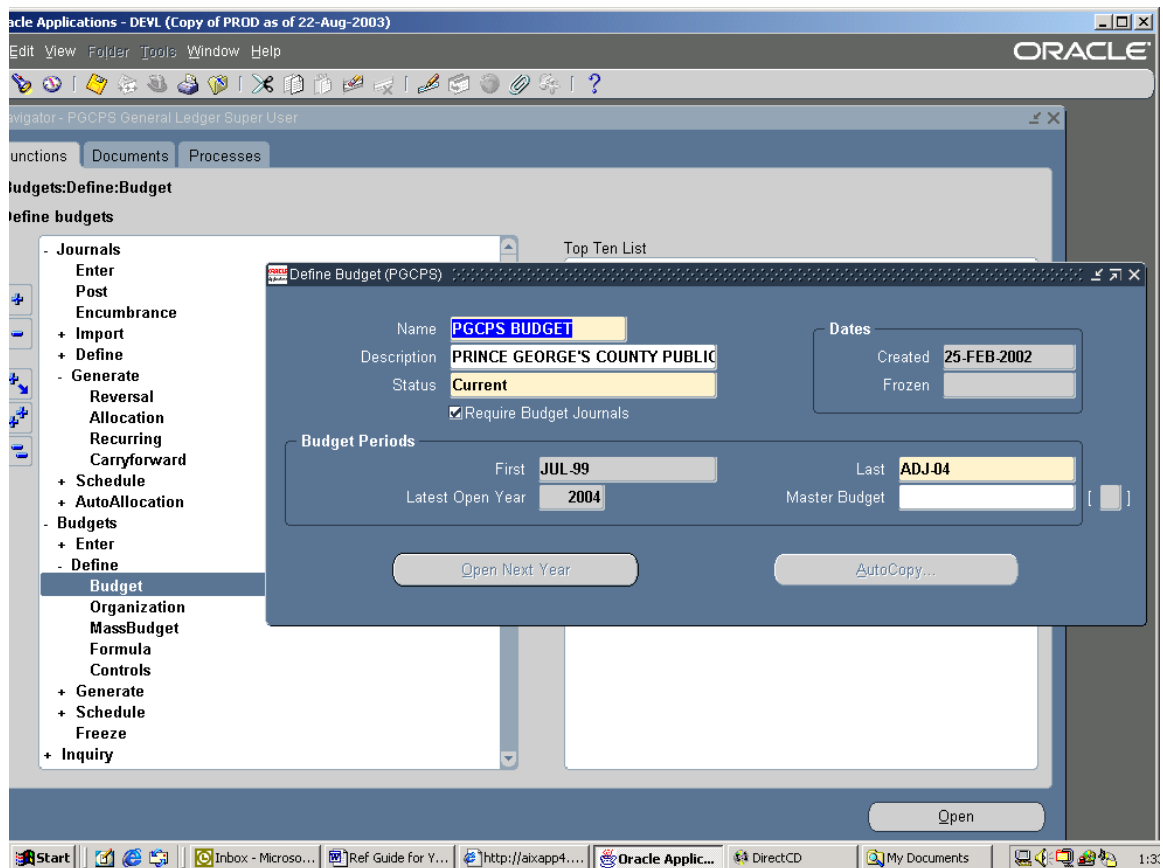 acle Applications - DEVL (Copy of PROD as of 22-Aug-2003)
Edit View Folder Tools Window Help
ORACLE
avigator - PGCPS General Ledger Super User
unctions Documents Processes
Budgets:Define:Budget
Define budgets
- Journals
Enter
Post
Encumbrance
+ Import
+ Define
- Generate
Reversal
Allocation
Recurring
Carryforward
+ Schedule
+ AutoAllocation
- Budgets
+ Enter
- Define
Budget
Organization
MassBudget
Formula
Controls
+ Generate
+ Schedule
Freeze
+ Inquiry
Top Ten List
Define Budget (PGCPS)
Name PGCPS BUDGET
Description PRINCE GEORGE'S COUNTY PUBLIC
Status Current
Require Budget Journals
Dates
Created 25-FEB-2002
Frozen
Budget Periods
First JUL-99
Last ADJ-04
Latest Open Year 2004
Master Budget
[ ]
Open Next Year
AutoCopy...
Open
Start Inbox - Microso... Ref Guide for Y... http://aixapp4.... Oracle Applic... DirectCD My Documents